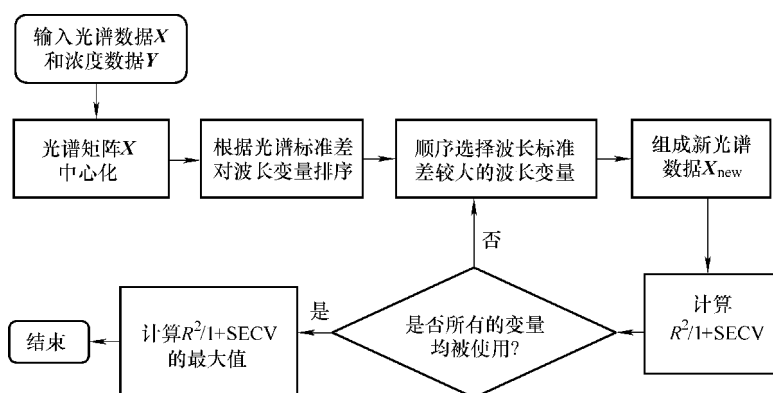 输入光谱数据X
和浓度数据Y
光谱矩阵X
中心化
根据光谱标准差
对波长变量排序
顺序选择波长标准
差较大的波长变量
组成新光谱
数据Xnew
计算
R²/1+SECV
是否所有的变量
均被使用?
否
是
计算R²/1+SECV
的最大值
结束